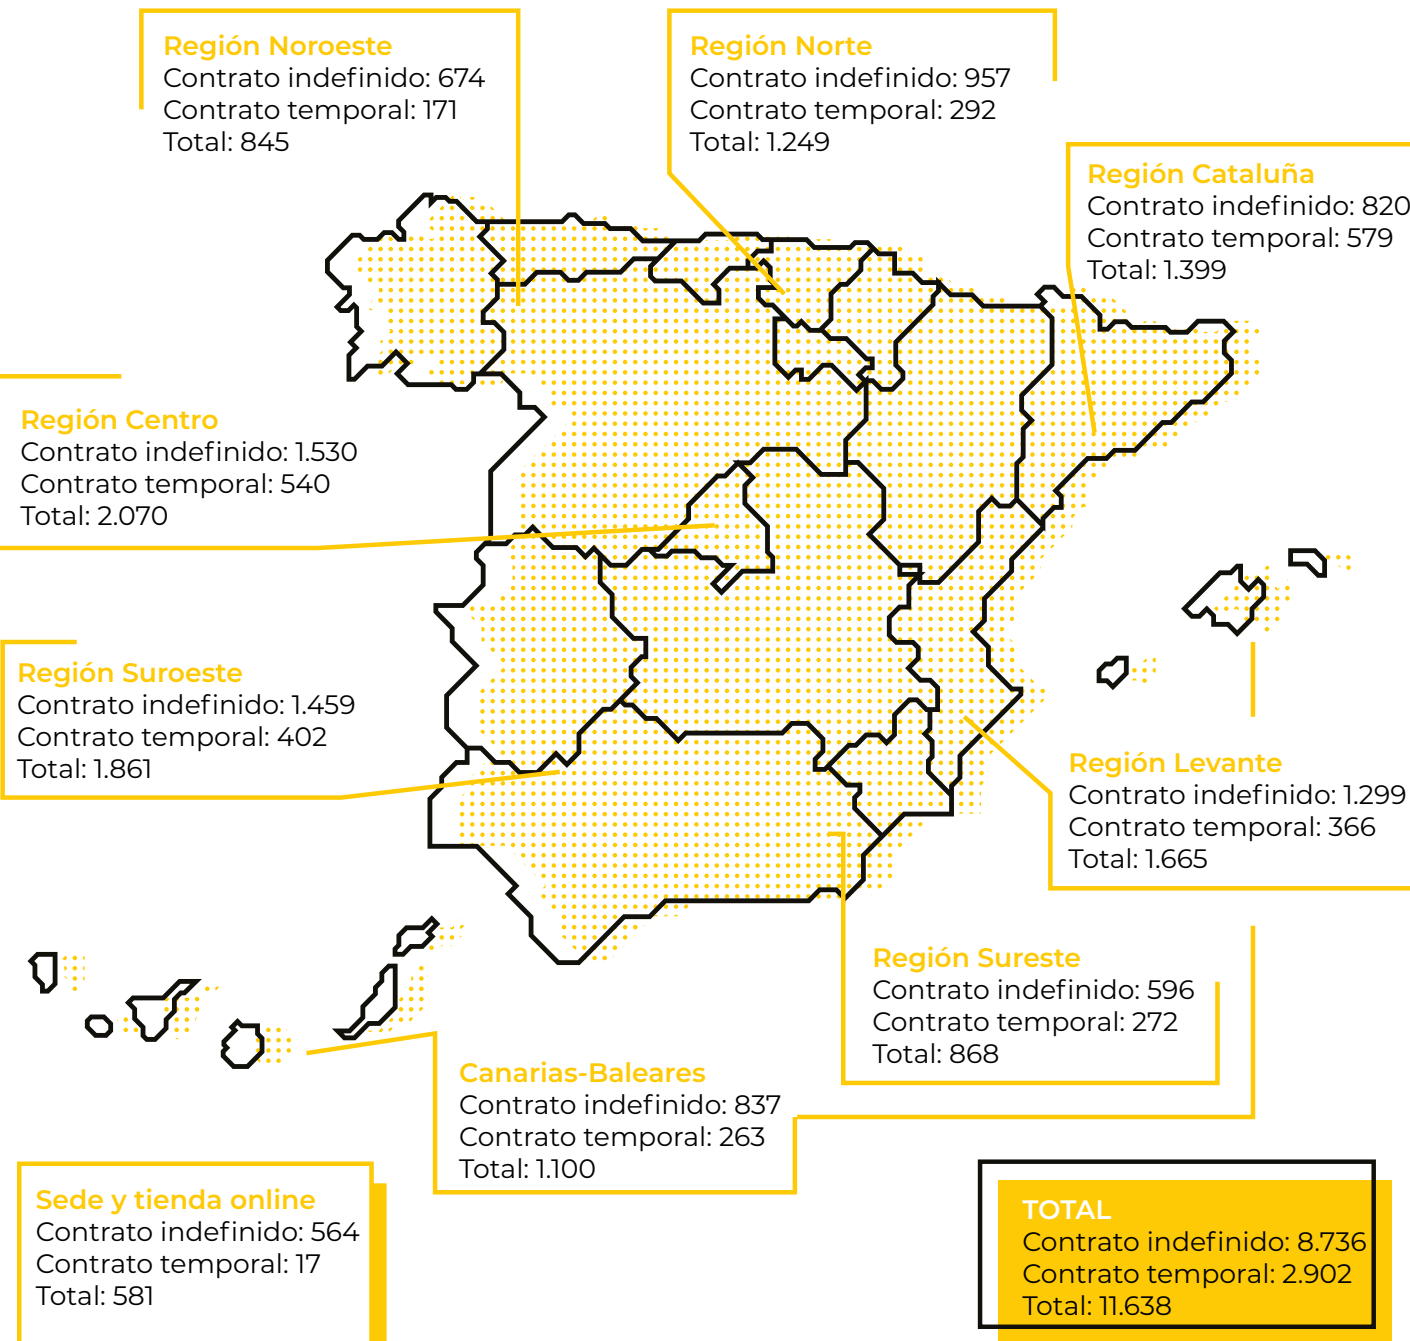 Región Noroeste
Contrato indefinido: 674
Contrato temporal: 171
Total: 845
Región Norte
Contrato indefinido: 957
Contrato temporal: 292
Total: 1.249
Región Cataluña
Contrato indefinido: 820
Contrato temporal: 579
Total: 1.399
Región Centro
Contrato indefinido: 1.530
Contrato temporal: 540
Total: 2.070
Región Suroeste
Contrato indefinido: 1.459
Contrato temporal: 402
Total: 1.861
Región Levante
Contrato indefinido: 1.299
Contrato temporal: 366
Total: 1.665
Región Sureste
Contrato indefinido: 596
Contrato temporal: 272
Total: 868
Canarias-Baleares
Contrato indefinido: 837
Contrato temporal: 263
Total: 1.100
Sede y tienda online
Contrato indefinido: 564
Contrato temporal: 17
Total: 581
TOTAL
Contrato indefinido: 8.736
Contrato temporal: 2.902
Total: 11.638